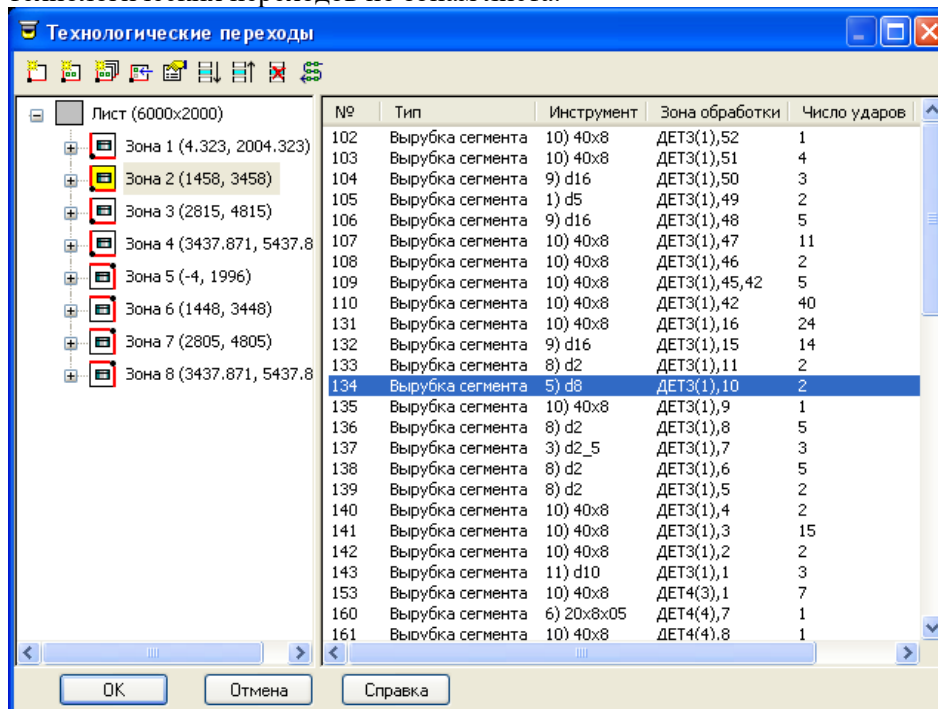 Технологические переходы
Лист (6000x2000)
Зона 1 (4.323, 2004.323)
Зона 2 (1458, 3458)
Зона 3 (2815, 4815)
Зона 4 (3437.871, 5437.8
Зона 5 (-4, 1996)
Зона 6 (1448, 3448)
Зона 7 (2805, 4805)
Зона 8 (3437.871, 5437.8
№ Тип Инструмент Зона обработки Число ударов
102 Вырубка сегмента 10) 40x8 ДЕТ3(1),52 1
103 Вырубка сегмента 10) 40x8 ДЕТ3(1),51 4
104 Вырубка сегмента 9) d16 ДЕТ3(1),50 3
105 Вырубка сегмента 1) d5 ДЕТ3(1),49 2
106 Вырубка сегмента 9) d16 ДЕТ3(1),48 5
107 Вырубка сегмента 10) 40x8 ДЕТ3(1),47 11
108 Вырубка сегмента 10) 40x8 ДЕТ3(1),46 2
109 Вырубка сегмента 10) 40x8 ДЕТ3(1),45,42 5
110 Вырубка сегмента 10) 40x8 ДЕТ3(1),42 40
131 Вырубка сегмента 10) 40x8 ДЕТ3(1),16 24
132 Вырубка сегмента 9) d16 ДЕТ3(1),15 14
133 Вырубка сегмента 8) d2 ДЕТ3(1),11 2
134 Вырубка сегмента 5) d8 ДЕТ3(1),10 2
135 Вырубка сегмента 10) 40x8 ДЕТ3(1),9 1
136 Вырубка сегмента 8) d2 ДЕТ3(1),8 5
137 Вырубка сегмента 3) d2_5 ДЕТ3(1),7 3
138 Вырубка сегмента 8) d2 ДЕТ3(1),6 5
139 Вырубка сегмента 8) d2 ДЕТ3(1),5 2
140 Вырубка сегмента 10) 40x8 ДЕТ3(1),4 2
141 Вырубка сегмента 10) 40x8 ДЕТ3(1),3 15
142 Вырубка сегмента 10) 40x8 ДЕТ3(1),2 2
143 Вырубка сегмента 11) d10 ДЕТ3(1),1 3
153 Вырубка сегмента 10) 40x8 ДЕТ4(3),1 7
160 Вырубка сегмента 6) 20x8x05 ДЕТ4(4),7 1
161 Вырубка сегмента 10) 40x8 ДЕТ4(4),8 1
ОК Отмена Справка